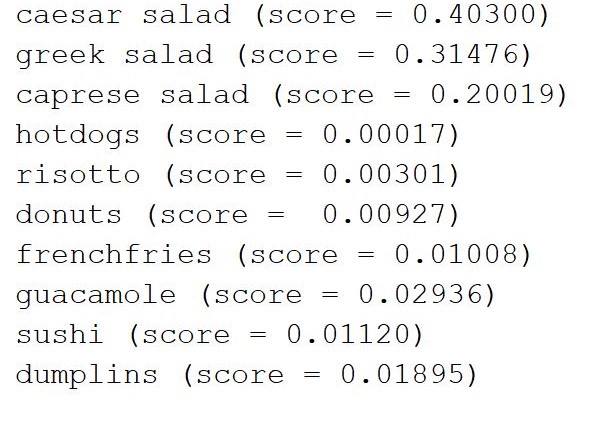 caesar salad (score = 0.40300)
greek salad (score = 0.31476)
caprese salad (score = 0.20019)
hotdogs (score = 0.00017)
risotto (score = 0.00301)
donuts (score =  0.00927)
frenchfries (score = 0.01008)
guacamole (score = 0.02936)
sushi (score = 0.01120)
dumplins (score = 0.01895)